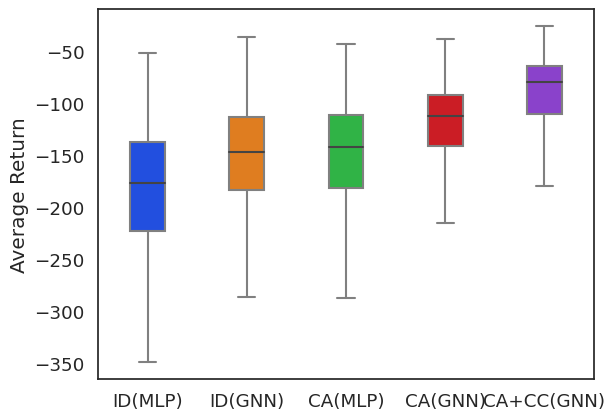 Average Return
−50
−100
−150
−200
−250
−300
−350
ID(MLP)
ID(GNN)
CA(MLP)
CA(GNN)
CA+CC(GNN)